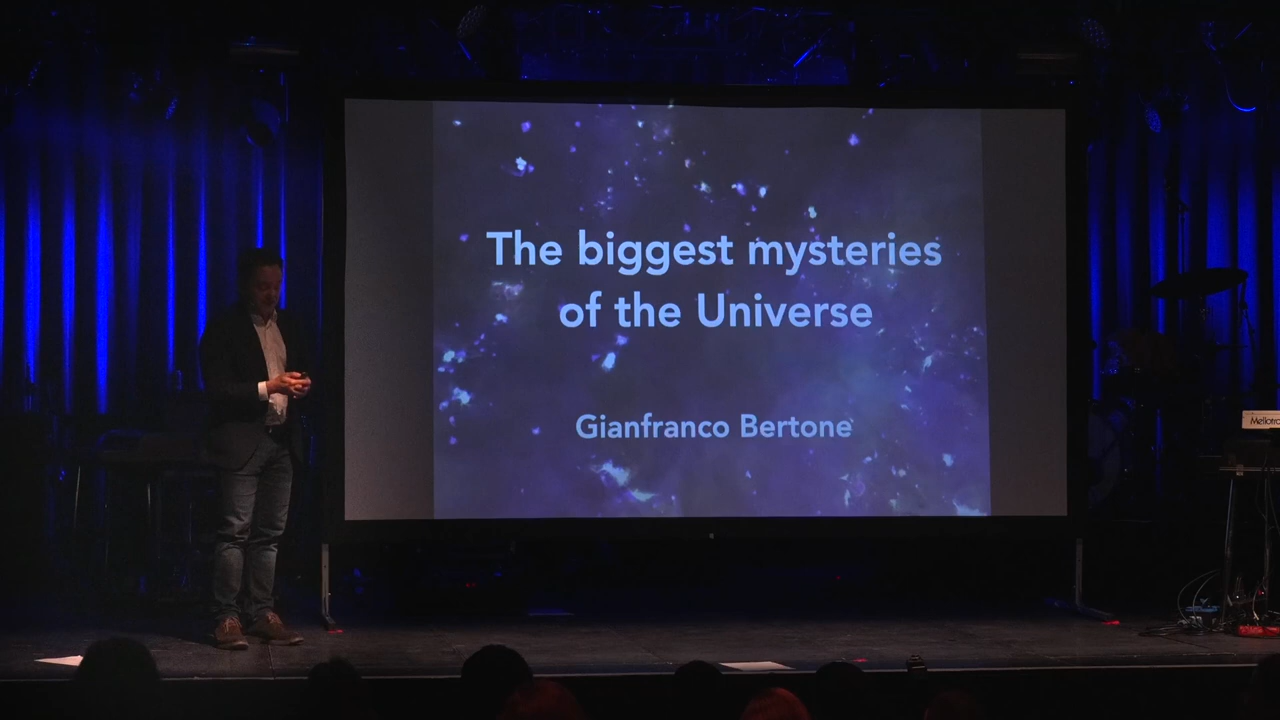 The biggest mysteries
of the Universe
Gianfranco Bertone